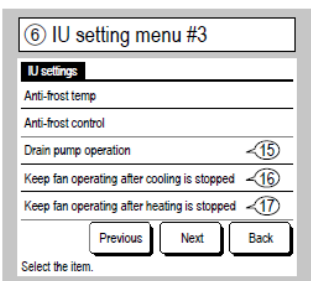 ⑥ IU setting menu #3
IU settings
Anti-frost temp
Anti-frost control
Drain pump operation ⑮
Keep fan operating after cooling is stopped ⑯
Keep fan operating after heating is stopped ⑰
Previous Next Back
Select the item.